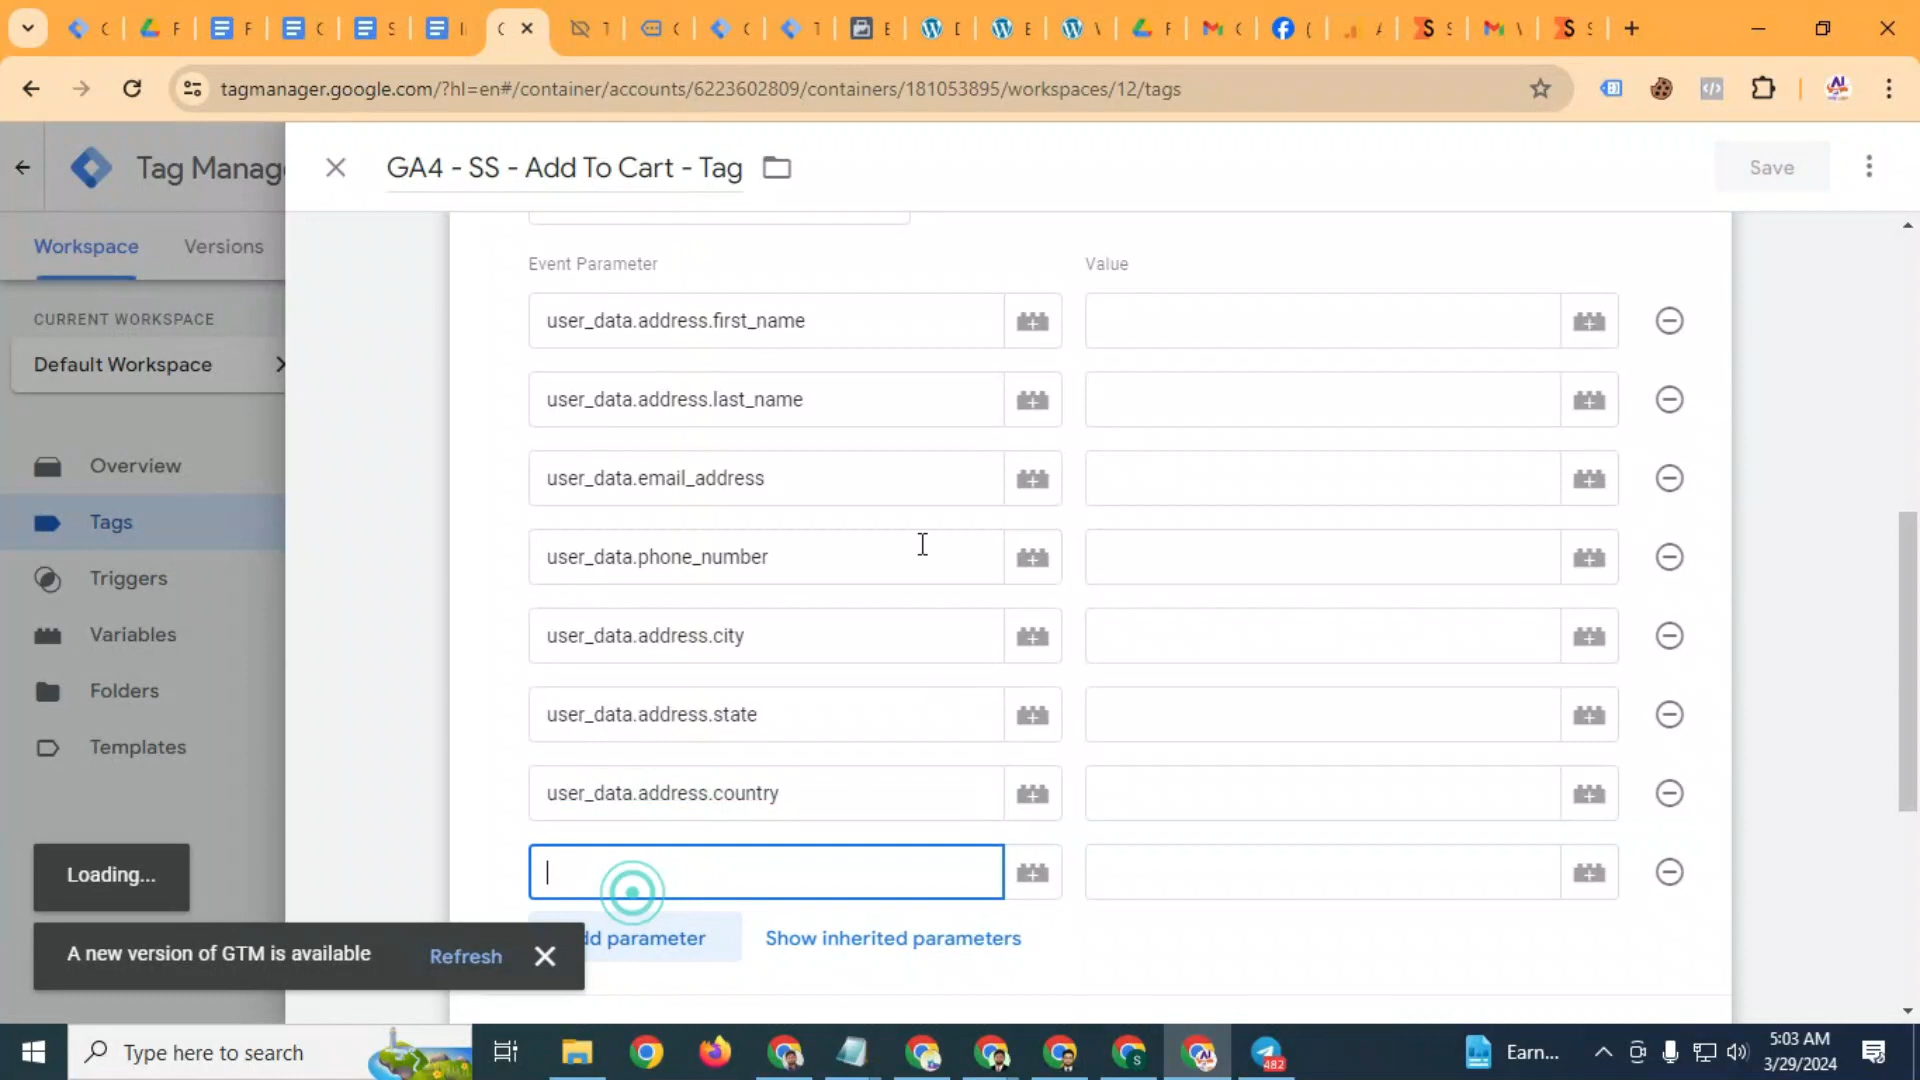 tagmanager.google.com/?hl=en#/container/accounts/6223602809/containers/181053895/workspaces/12/tags
Tag Manag
GA4 - SS - Add To Cart - Tag
Save
Workspace
Versions
CURRENT WORKSPACE
Default Workspace
Overview
Tags
Triggers
Variables
Folders
Templates
Event Parameter
Value
user_data.address.first_name
user_data.address.last_name
user_data.email_address
user_data.phone_number
user_data.address.city
user_data.address.state
user_data.address.country
dd parameter
Show inherited parameters
Loading...
A new version of GTM is available
Refresh
Type here to search
482
Earn...
5:03 AM
3/29/2024